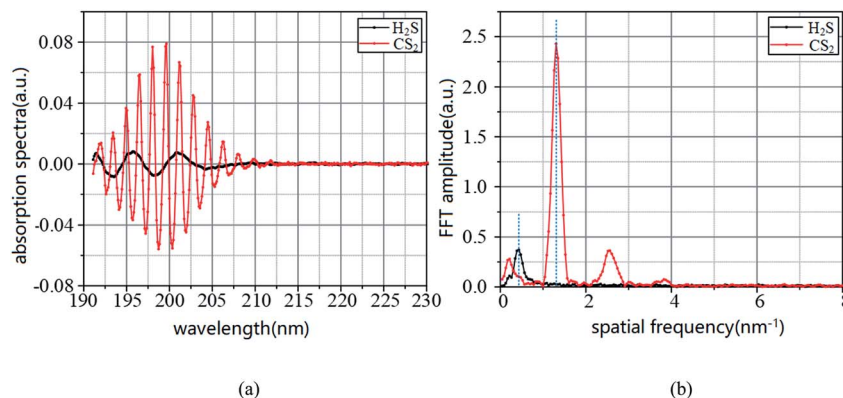 H₂S
CS₂
absorption spectra(a.u.)
0.08
0.04
0.00
-0.04
-0.08
190 195 200 205 210 215 220 225 230
wavelength(nm)
(a)
H₂S
CS₂
FFT amplitude(a.u.)
2.5
2.0
1.5
1.0
0.5
0.0
0 2 4 6 8
spatial frequency(nm⁻¹)
(b)